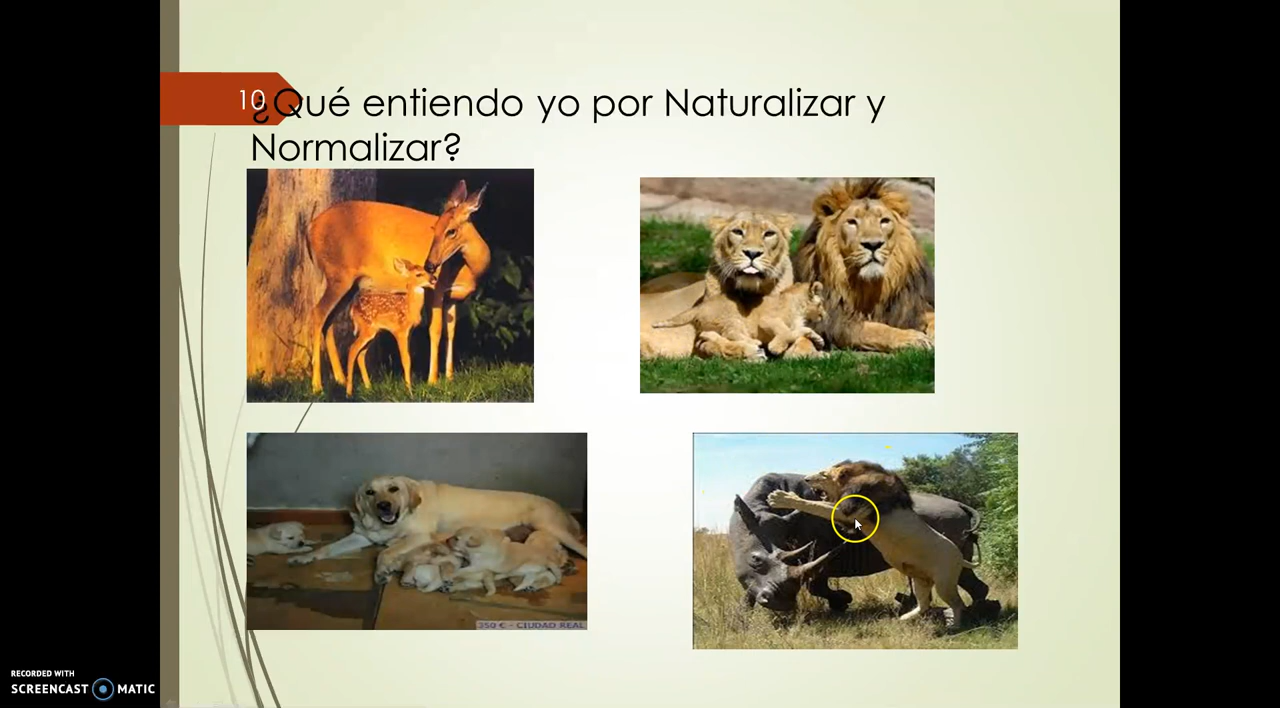 10
¿Qué entiendo yo por Naturalizar y
Normalizar?
350 € - CIUDAD REAL
RECORDED WITH
SCREENCAST MATIC